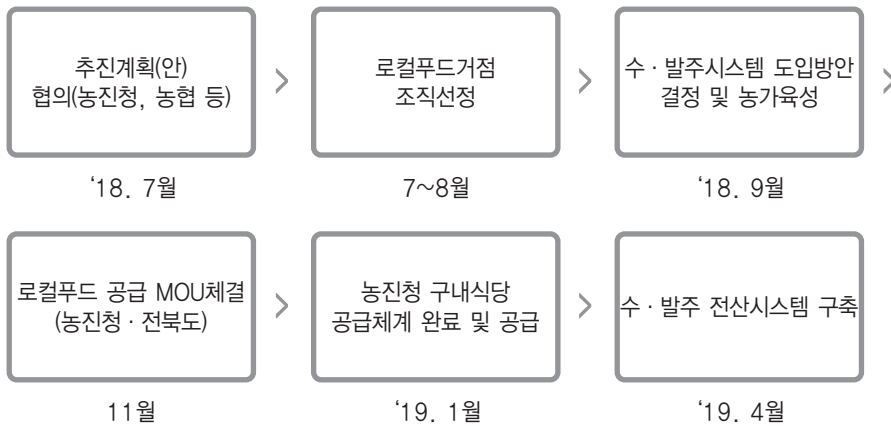 추진계획(안)
협의(농진청, 농협 등)
로컬푸드거점
조직선정
수·발주시스템 도입방안
결정 및 농가육성
‘18. 7월
7~8월
‘18. 9월
로컬푸드 공급 MOU체결
(농진청·전북도)
농진청 구내식당
공급체계 완료 및 공급
수·발주 전산시스템 구축
11월
‘19. 1월
‘19. 4월